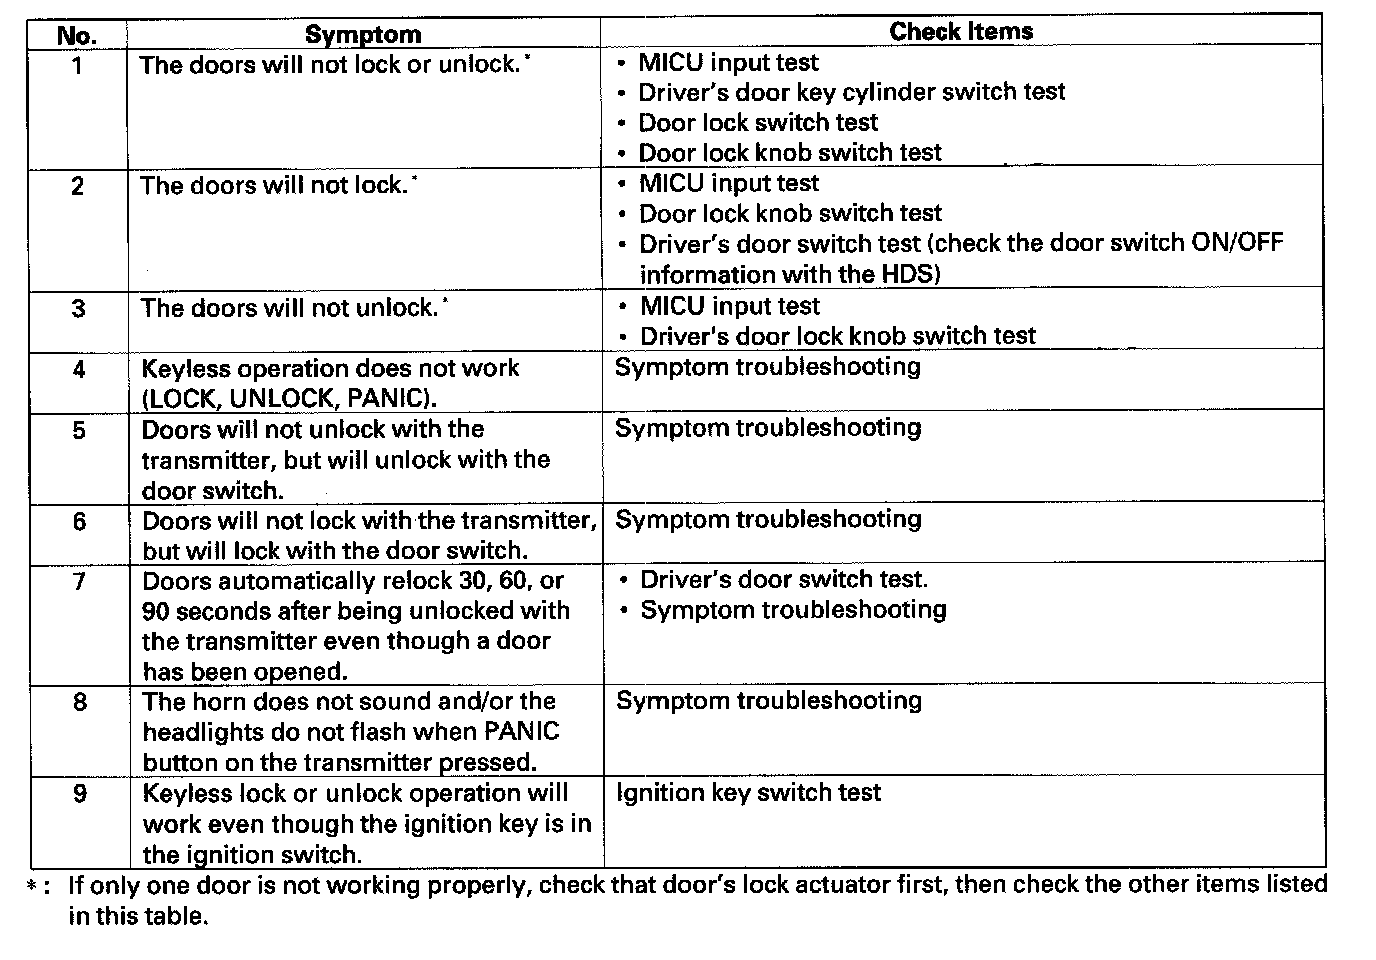 No. Symptom Check Items
1 The doors will not lock or unlock.* • MICU input test
• Driver's door key cylinder switch test
• Door lock switch test
• Door lock knob switch test
2 The doors will not lock.* • MICU input test
• Door lock knob switch test
• Driver's door switch test (check the door switch ON/OFF
information with the HDS)
3 The doors will not unlock.* • MICU input test
• Driver's door lock knob switch test
4 Keyless operation does not work Symptom troubleshooting
(LOCK, UNLOCK, PANIC).
5 Doors will not unlock with the Symptom troubleshooting
transmitter, but will unlock with the
door switch.
6 Doors will not lock with the transmitter, Symptom troubleshooting
but will lock with the door switch.
7 Doors automatically relock 30, 60, or • Driver's door switch test.
90 seconds after being unlocked with • Symptom troubleshooting
the transmitter even though a door
has been opened.
8 The horn does not sound and/or the Symptom troubleshooting
headlights do not flash when PANIC
button on the transmitter pressed.
9 Keyless lock or unlock operation will Ignition key switch test
work even though the ignition key is in
the ignition switch.
* : If only one door is not working properly, check that door's lock actuator first, then check the other items listed
in this table.